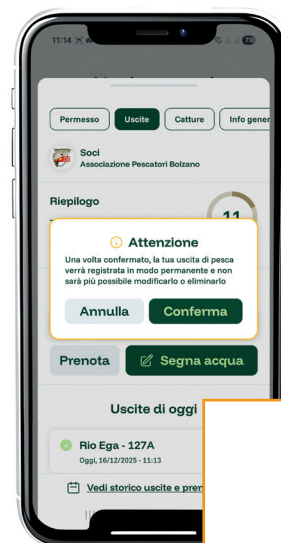 11:14
79
Permesso
Uscite
Catture
Info gener
Soci
Associazione Pescatori Bolzano
Riepilogo
11
Attenzione
Una volta confermato, la tua uscita di pesca
verrà registrata in modo permanente e non
sarà più possibile modificarlo o eliminarlo
Annulla
Conferma
Prenota
Segna acqua
Uscite di oggi
Rio Ega - 127A
Oggi, 16/12/2025 - 11:13
Vedi storico uscite e pren